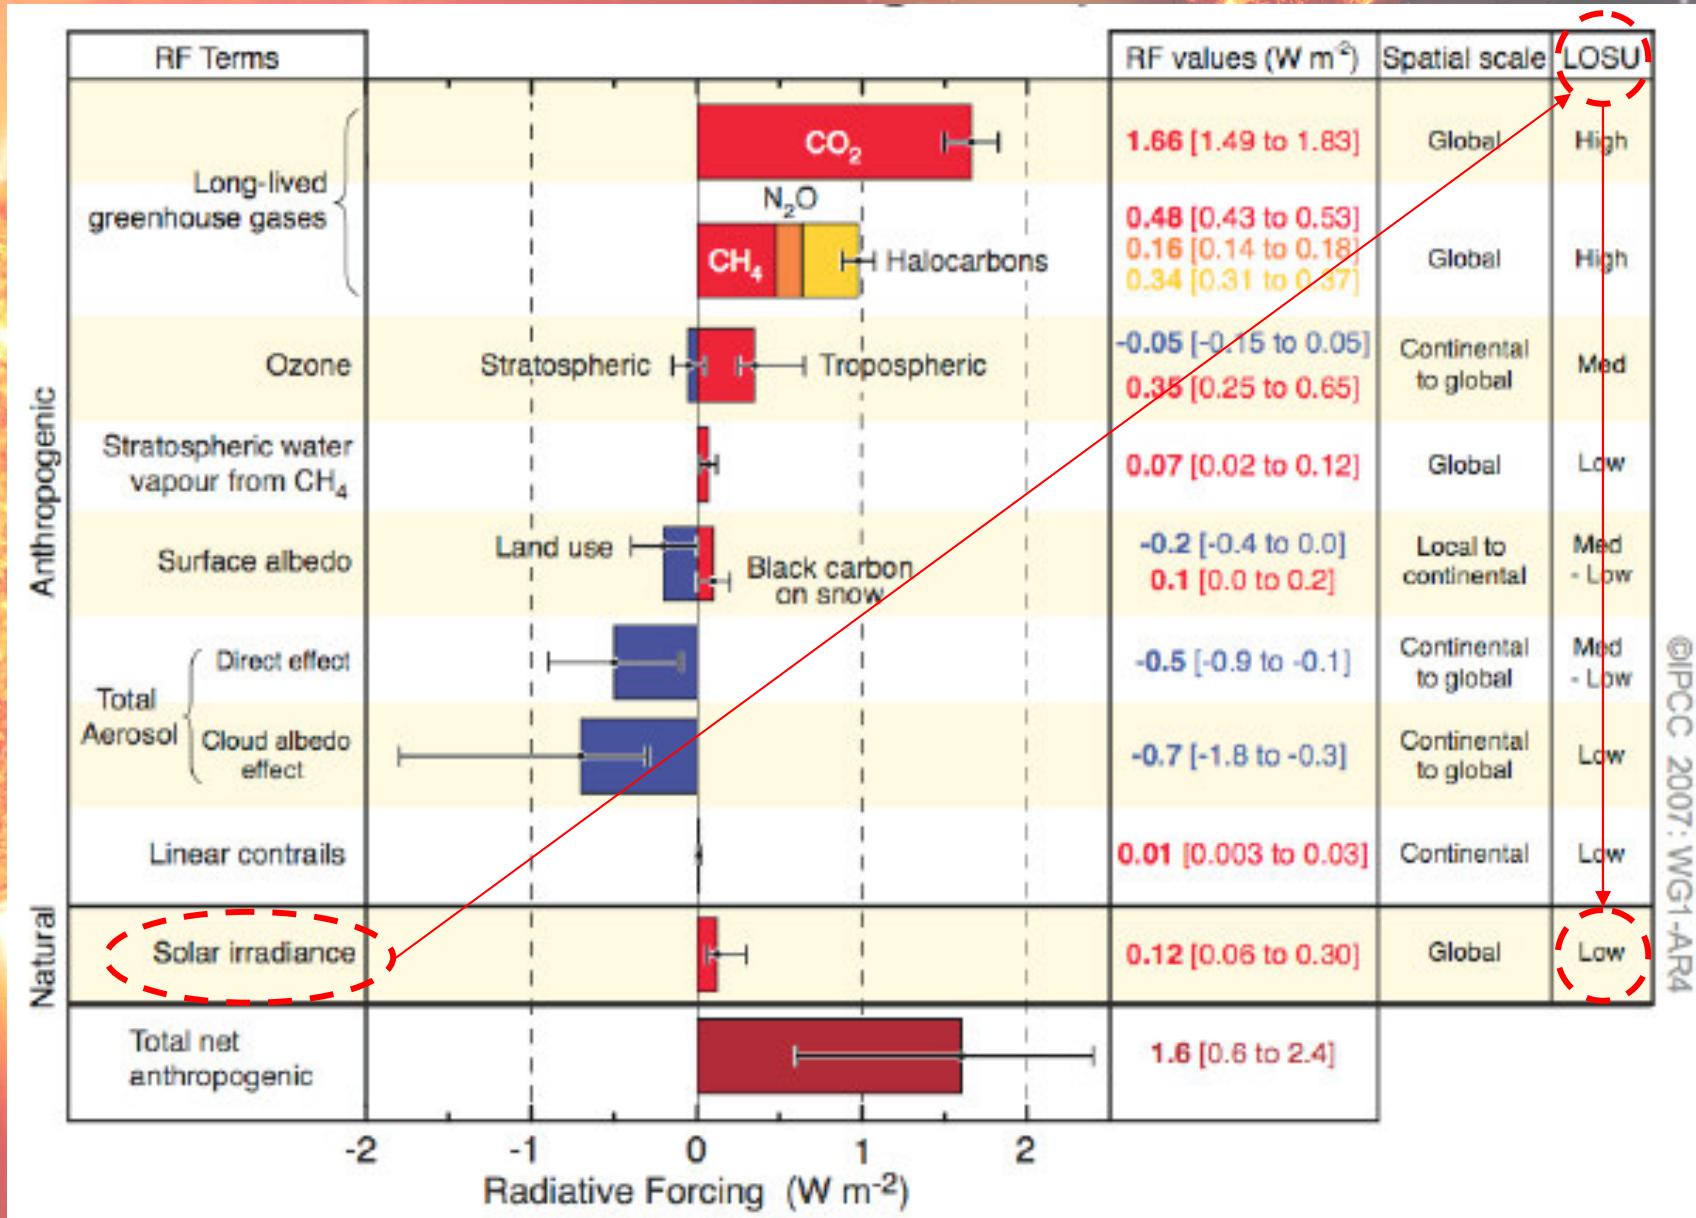 RF Terms
RF values (W m-2)
Spatial scale
LOSU
Anthropogenic
Long-lived
greenhouse gases
CO2
1.66 [1.49 to 1.83]
Global
High
N2O
CH4
Halocarbons
0.48 [0.43 to 0.53]
0.16 [0.14 to 0.18]
0.34 [0.31 to 0.37]
Global
High
Ozone
Stratospheric
Tropospheric
-0.05 [-0.15 to 0.05]
0.35 [0.25 to 0.65]
Continental
to global
Med
Stratospheric water
vapour from CH4
0.07 [0.02 to 0.12]
Global
Low
Surface albedo
Land use
Black carbon
on snow
-0.2 [-0.4 to 0.0]
0.1 [0.0 to 0.2]
Local to
continental
Med
- Low
Total
Aerosol
Direct effect
-0.5 [-0.9 to -0.1]
Continental
to global
Med
- Low
Cloud albedo
effect
-0.7 [-1.8 to -0.3]
Continental
to global
Low
Linear contrails
0.01 [0.003 to 0.03]
Continental
Low
Natural
Solar irradiance
0.12 [0.06 to 0.30]
Global
Low
Total net
anthropogenic
1.6 [0.6 to 2.4]
-2 -1 0 1 2
Radiative Forcing (W m-2)
©IPCC 2007: WG1-AR4